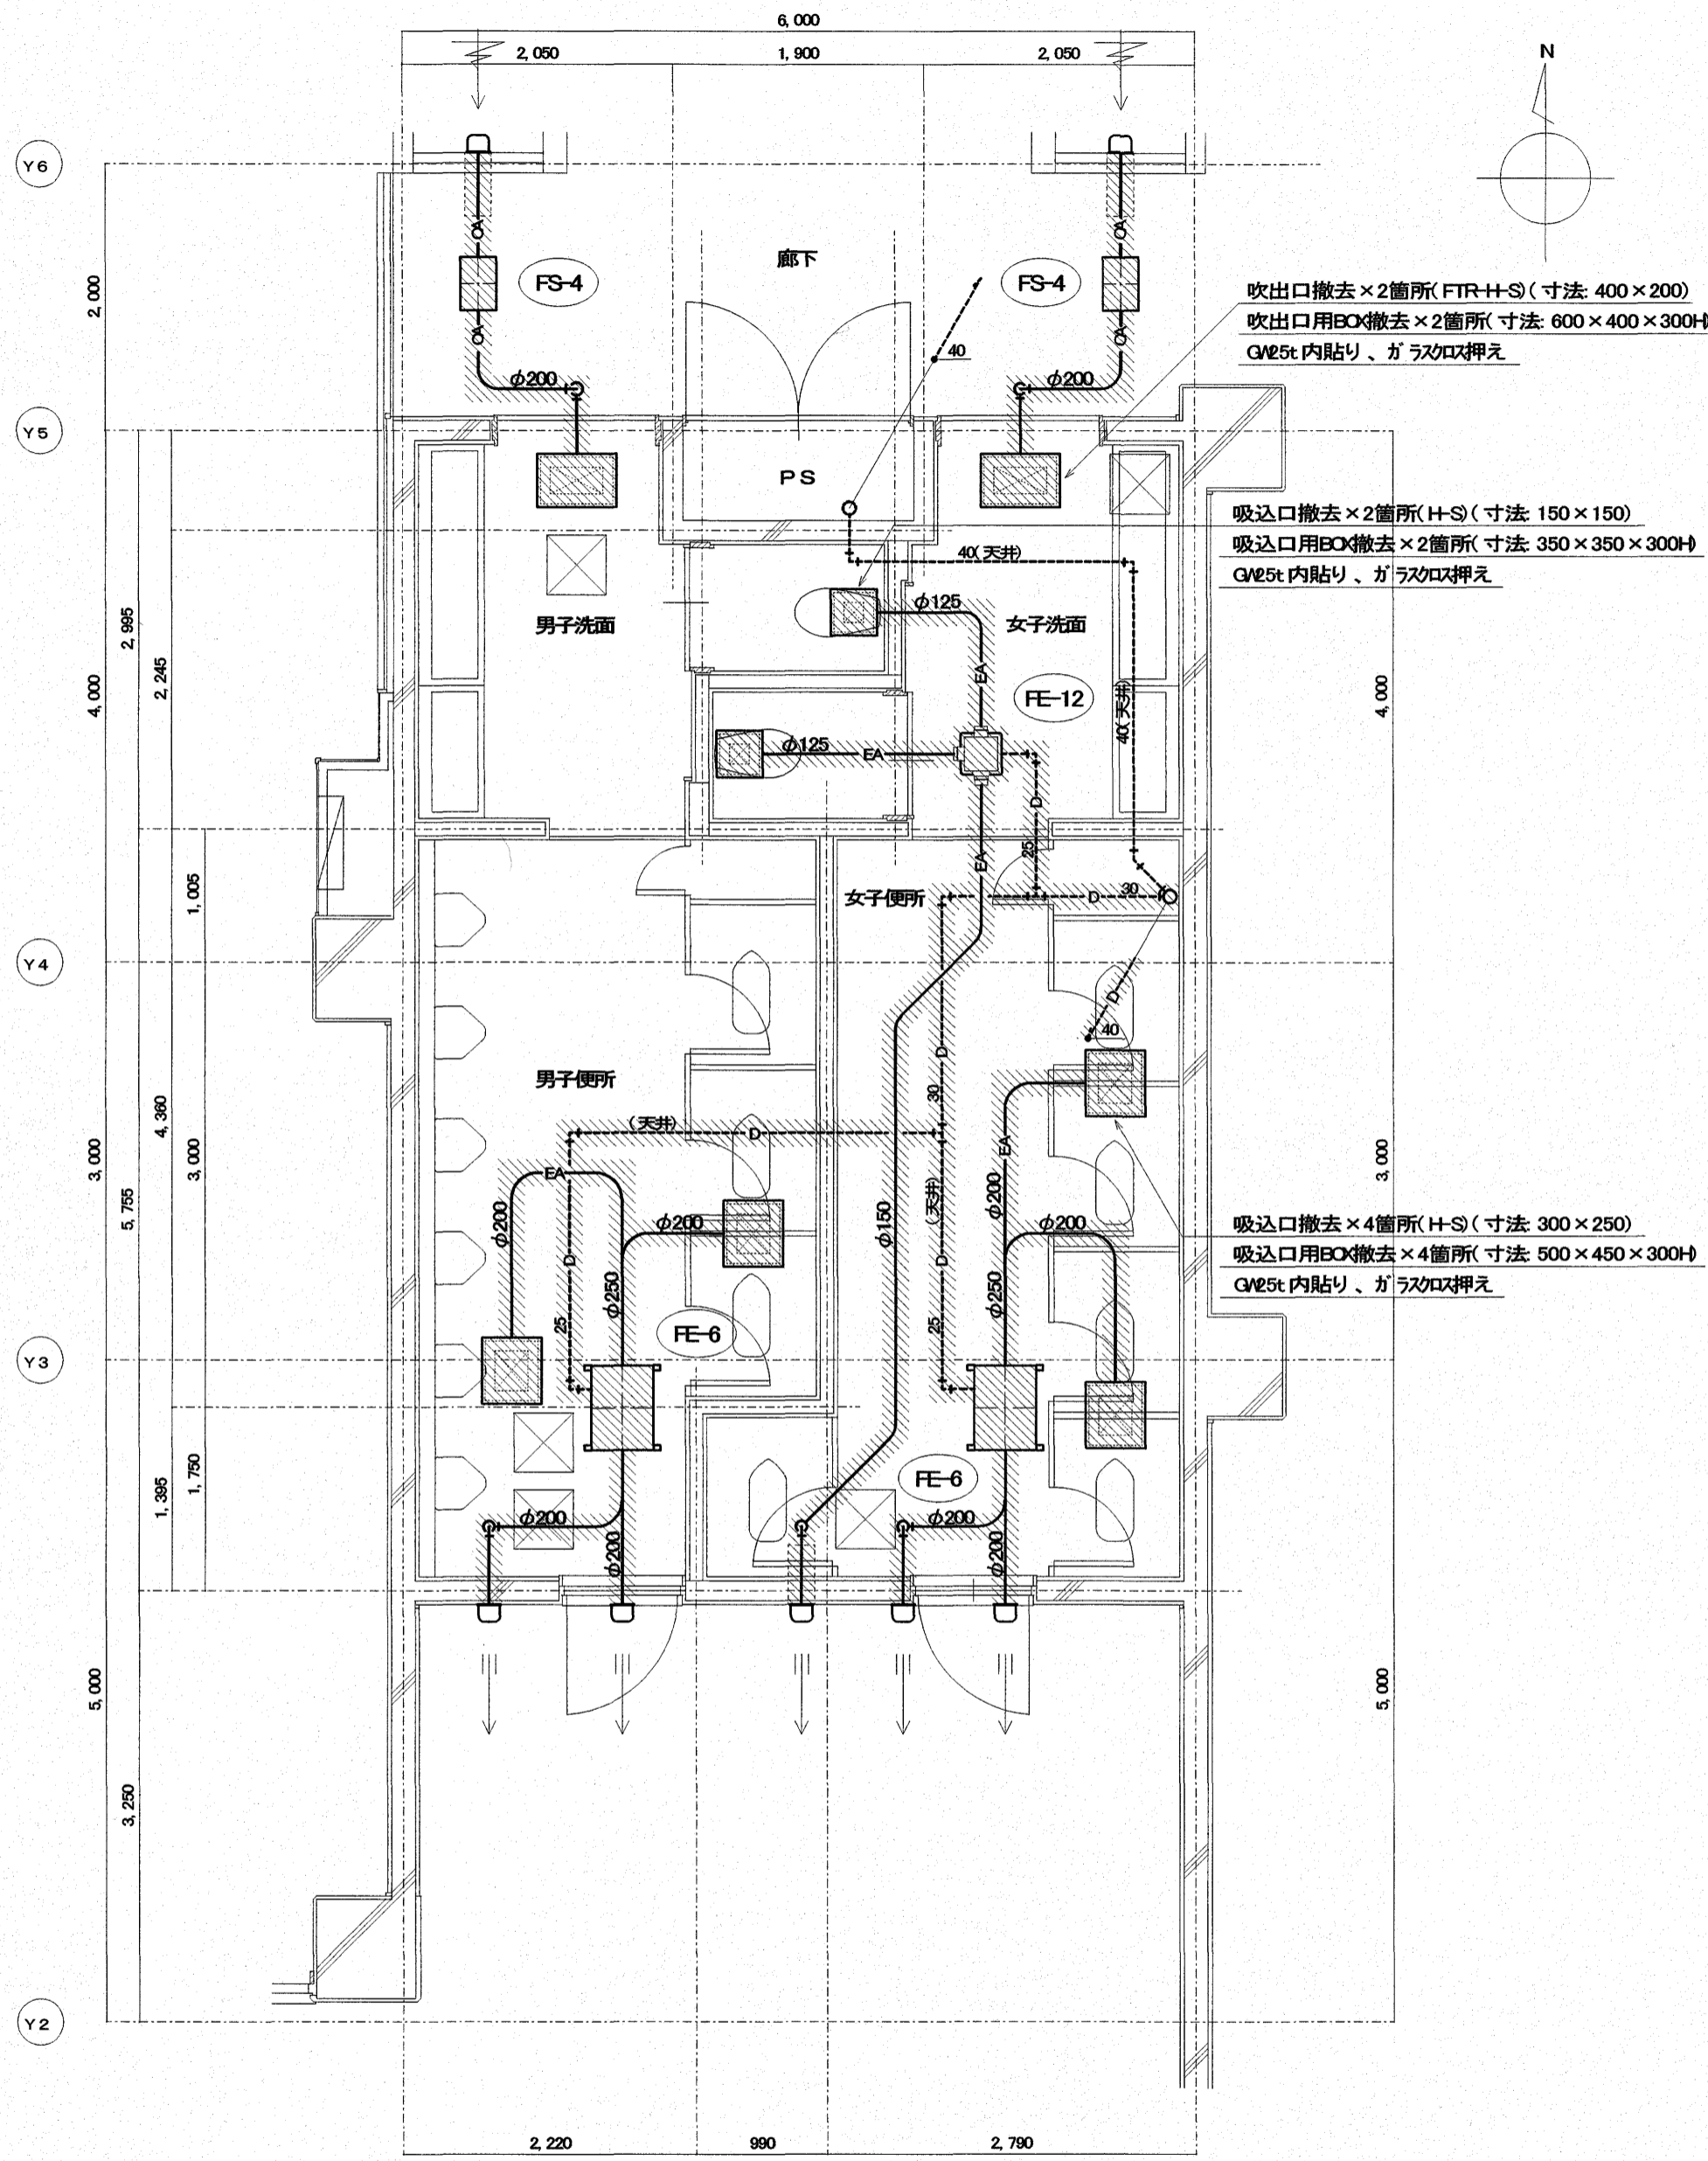 6,000
2,050
1,900
2,050
N
Y6
OA
OA
FS-4
廊下
FS-4
吹出口撤去×2箇所(FTR-H-S)(寸法:400×200)
吹出口用BOX撤去×2箇所(寸法:600×400×300H)
GW25t内貼り、ガラスクロス押え
2,000
OA
OA
40
φ200
φ200
Y5
PS
吸込口撤去×2箇所(H-S)(寸法:150×150)
吸込口用BOX撤去×2箇所(寸法:350×350×300H)
GW25t内貼り、ガラスクロス押え
40(天井)
φ125
男子洗面
女子洗面
2,995
2,245
4,000
4,000
EA
FE-12
40(天井)
φ125
EA
D
25
EA
1,005
女子便所
D
30
Y4
D
40
D
男子便所
30
(天井)
D
EA
4,360
3,000
3,000
5,755
3,000
EA
φ200
φ200
D
(天井)
φ150
φ200
φ200
吸込口撤去×4箇所(H-S)(寸法:300×250)
吸込口用BOX撤去×4箇所(寸法:500×450×300H)
GW25t内貼り、ガラスクロス押え
D
φ250
φ250
25
25
FE-6
Y3
1,395
1,750
FE-6
φ200
φ200
φ200
φ200
5,000
5,000
3,250
Y2
2,220
990
2,790